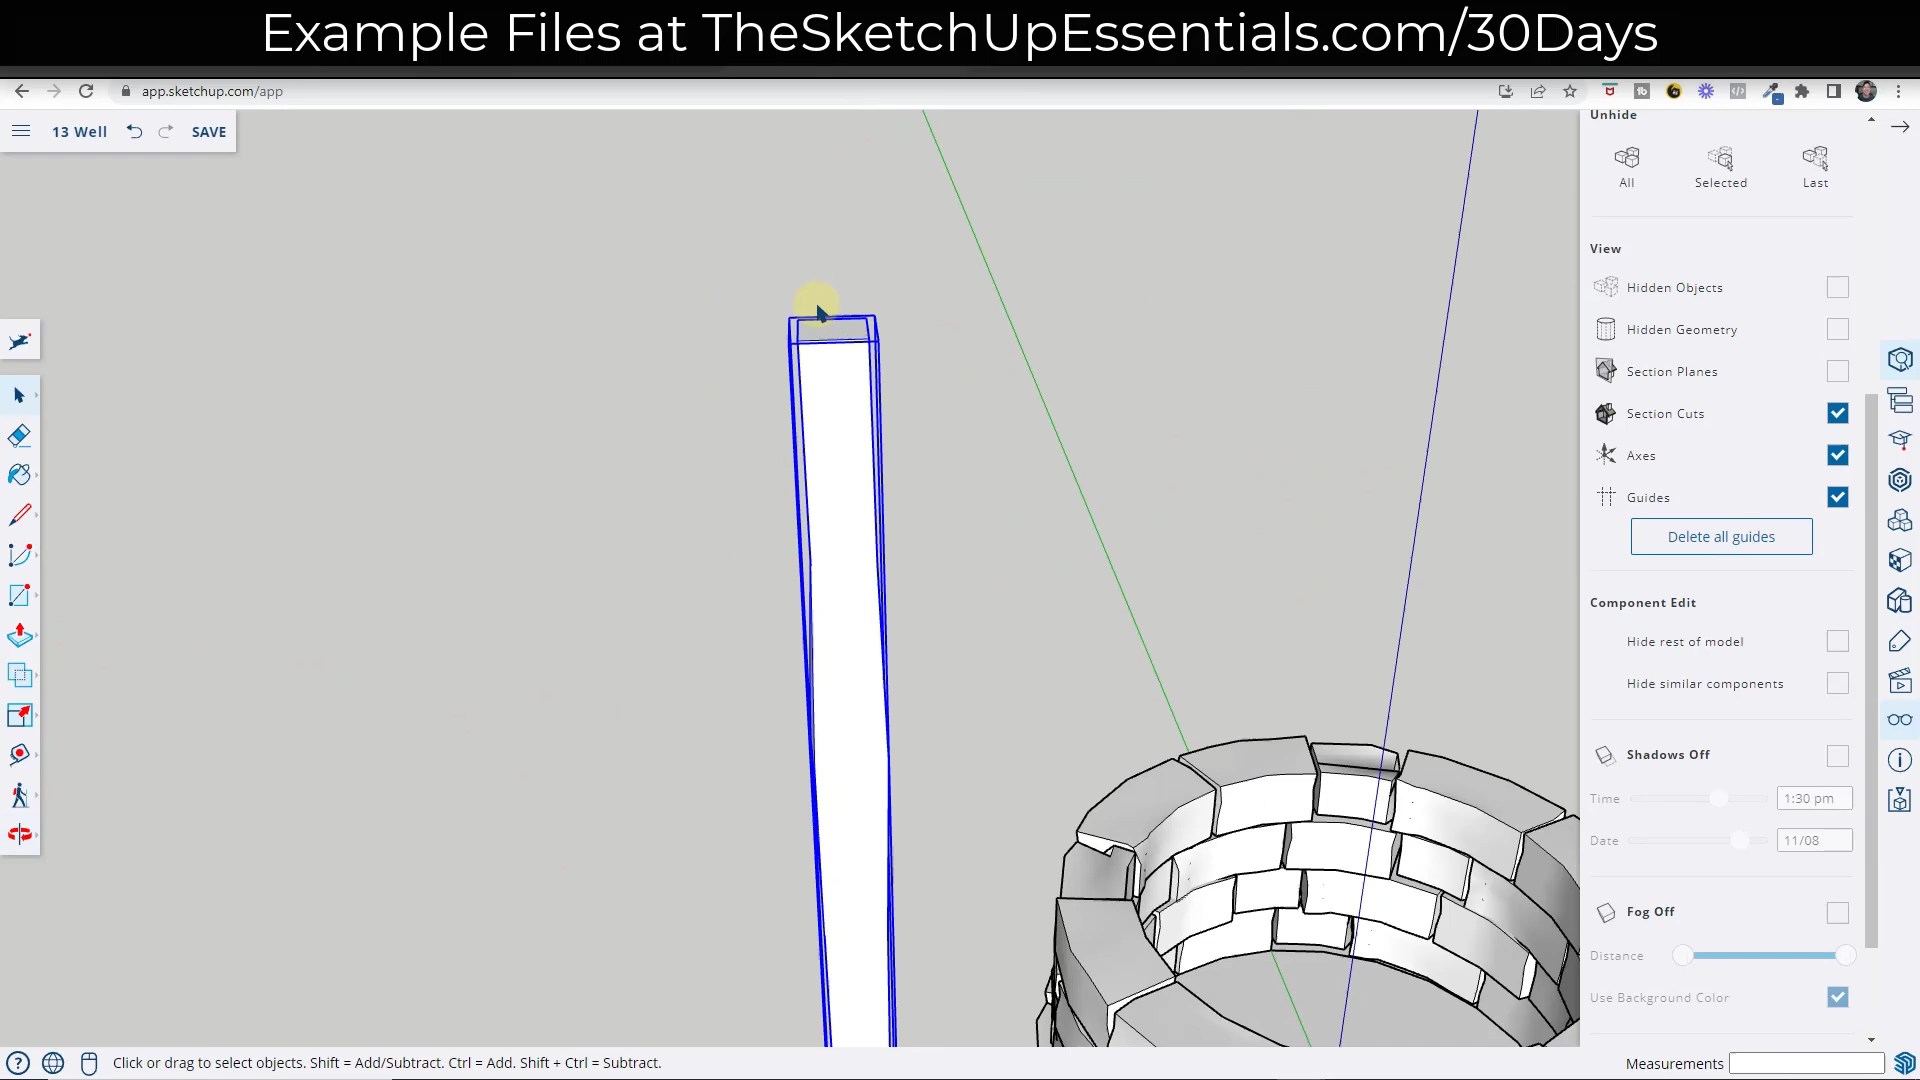 Example Files at TheSketchUpEssentials.com/30Days
app.sketchup.com/app
13 Well
SAVE
Unhide
All
Selected
Last
View
Hidden Objects
Hidden Geometry
Section Planes
Section Cuts
Axes
Guides
Delete all guides
Component Edit
Hide rest of model
Hide similar components
Shadows Off
Time
1:30 pm
Date
11/08
Fog Off
Distance
Use Background Color
Click or drag to select objects. Shift = Add/Subtract. Ctrl = Add. Shift + Ctrl = Subtract.
Measurements